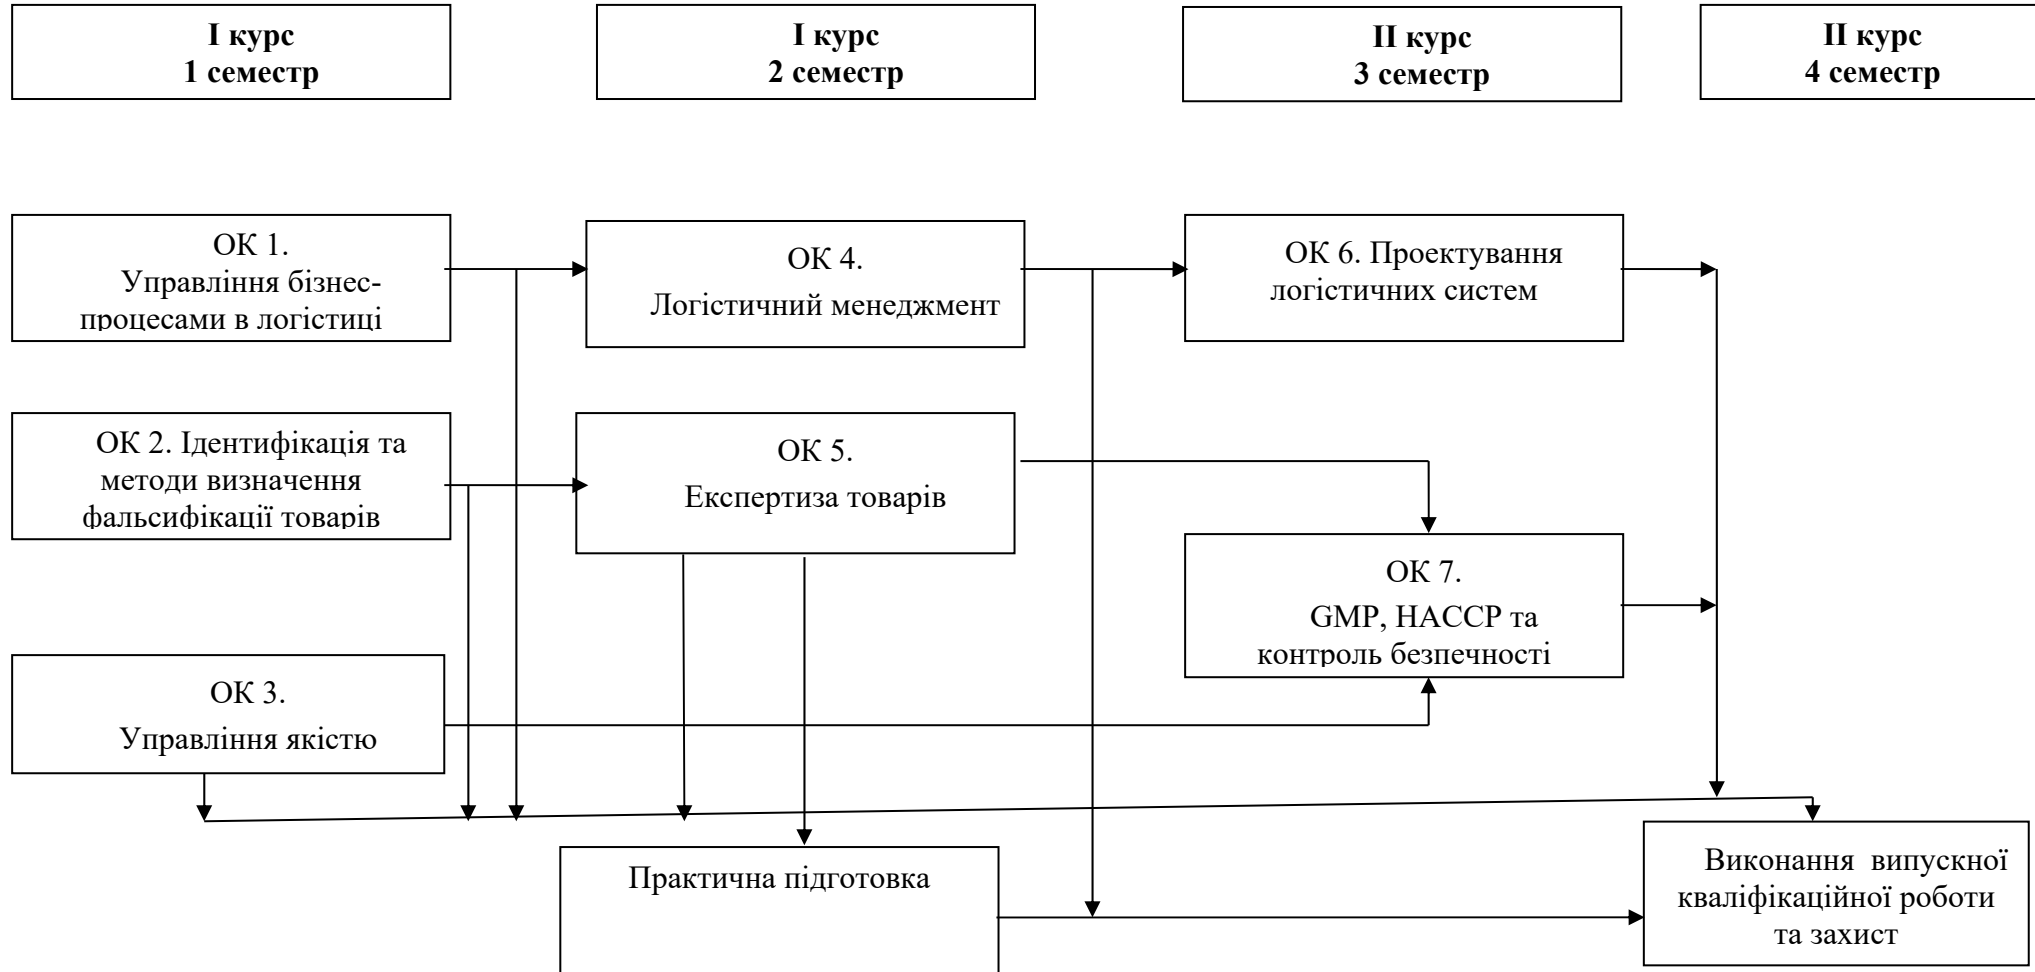 І курс
1 семестр
І курс
2 семестр
ІІ курс
3 семестр
ІІ курс
4 семестр
ОК 1.
Управління бізнес-
процесами в логістиці
ОК 4.
Логістичний менеджмент
ОК 6. Проектування
логістичних систем
ОК 2. Ідентифікація та
методи визначення
фальсифікації товарів
ОК 5.
Експертиза товарів
ОК 7.
GMP, HACCP та
контроль безпечності
ОК 3.
Управління якістю
Практична підготовка
Виконання випускної
кваліфікаційної роботи
та захист